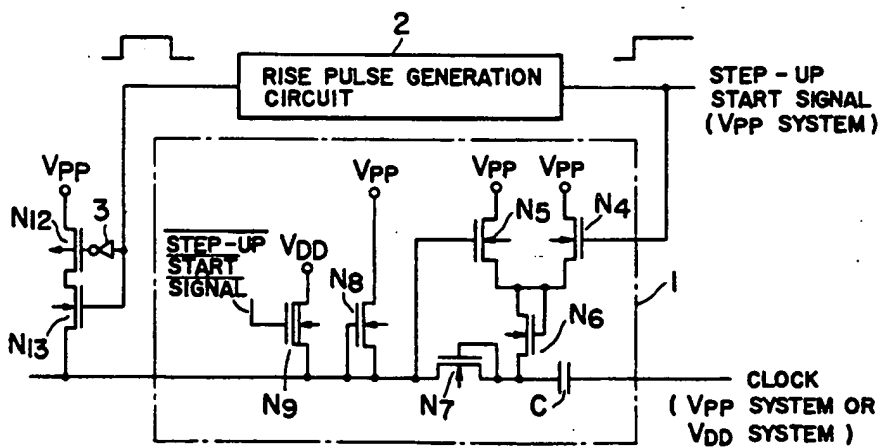 2
RISE PULSE GENERATION
CIRCUIT
STEP-UP
START SIGNAL
(VPP SYSTEM)
VPP
VPP
VPP
VPP
N12
3
N5
N4
STEP-UP
START
SIGNAL
VDD
N8
1
N13
N6
N9
N7
C
CLOCK
(VPP SYSTEM OR
VDD SYSTEM)